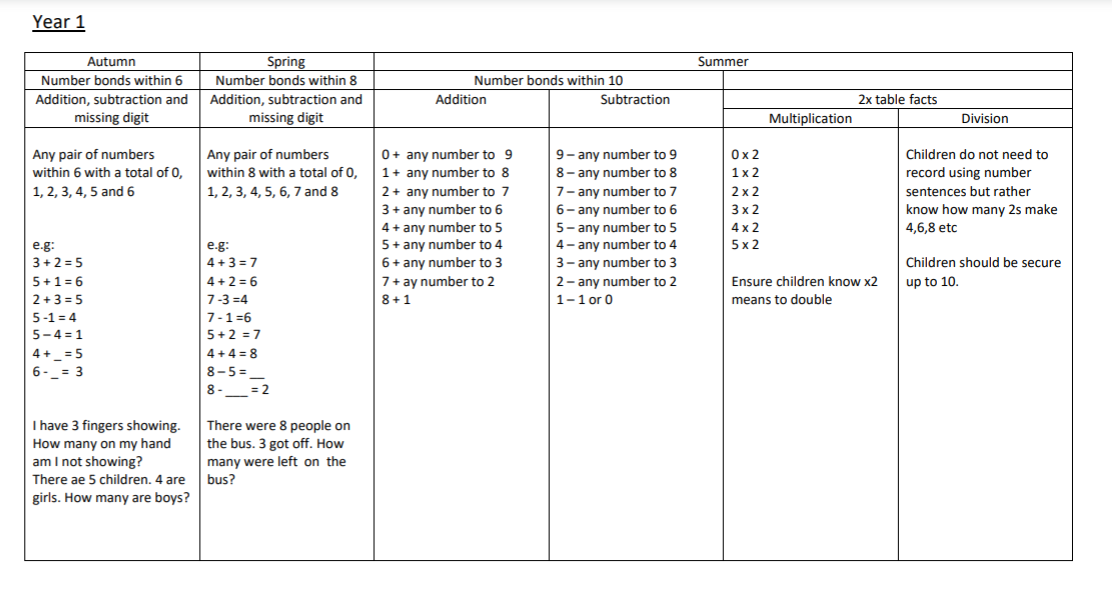 Year 1
Autumn
Spring
Summer
Number bonds within 6
Number bonds within 8
Number bonds within 10
Addition, subtraction and
missing digit
Addition, subtraction and
missing digit
Addition
Subtraction
2x table facts
Multiplication
Division
Any pair of numbers
within 6 with a total of 0,
1, 2, 3, 4, 5 and 6
e.g:
3 + 2 = 5
5 + 1 = 6
2 + 3 = 5
5 -1 = 4
5 – 4 = 1
4 + _ = 5
6 - _ = 3
I have 3 fingers showing.
How many on my hand
am I not showing?
There ae 5 children. 4 are
girls. How many are boys?
Any pair of numbers
within 8 with a total of 0,
1, 2, 3, 4, 5, 6, 7 and 8
e.g:
4 + 3 = 7
4 + 2 = 6
7 -3 =4
7 - 1 =6
5 + 2 = 7
4 + 4 = 8
8 – 5 = __
8 - ___ = 2
There were 8 people on
the bus. 3 got off. How
many were left on the
bus?
0 + any number to 9
1 + any number to 8
2 + any number to 7
3 + any number to 6
4 + any number to 5
5 + any number to 4
6 + any number to 3
7 + ay number to 2
8 + 1
9 – any number to 9
8 – any number to 8
7 – any number to 7
6 – any number to 6
5 – any number to 5
4 – any number to 4
3 – any number to 3
2 – any number to 2
1 – 1 or 0
0 x 2
1 x 2
2 x 2
3 x 2
4 x 2
5 x 2
Ensure children know x2
means to double
Children do not need to
record using number
sentences but rather
know how many 2s make
4,6,8 etc
Children should be secure
up to 10.